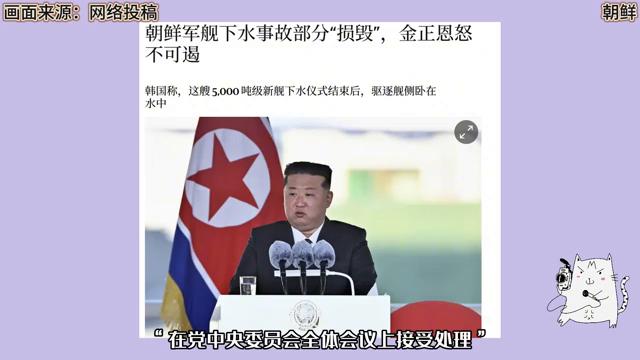 画面来源：网络投稿
朝鲜
朝鲜军舰下水事故部分“损毁”，金正恩怒
不可遏
韩国称，这艘 5,000 吨级新舰下水仪式结束后，驱逐舰侧卧在
水中
“在党中央委员会全体会议上接受处理”